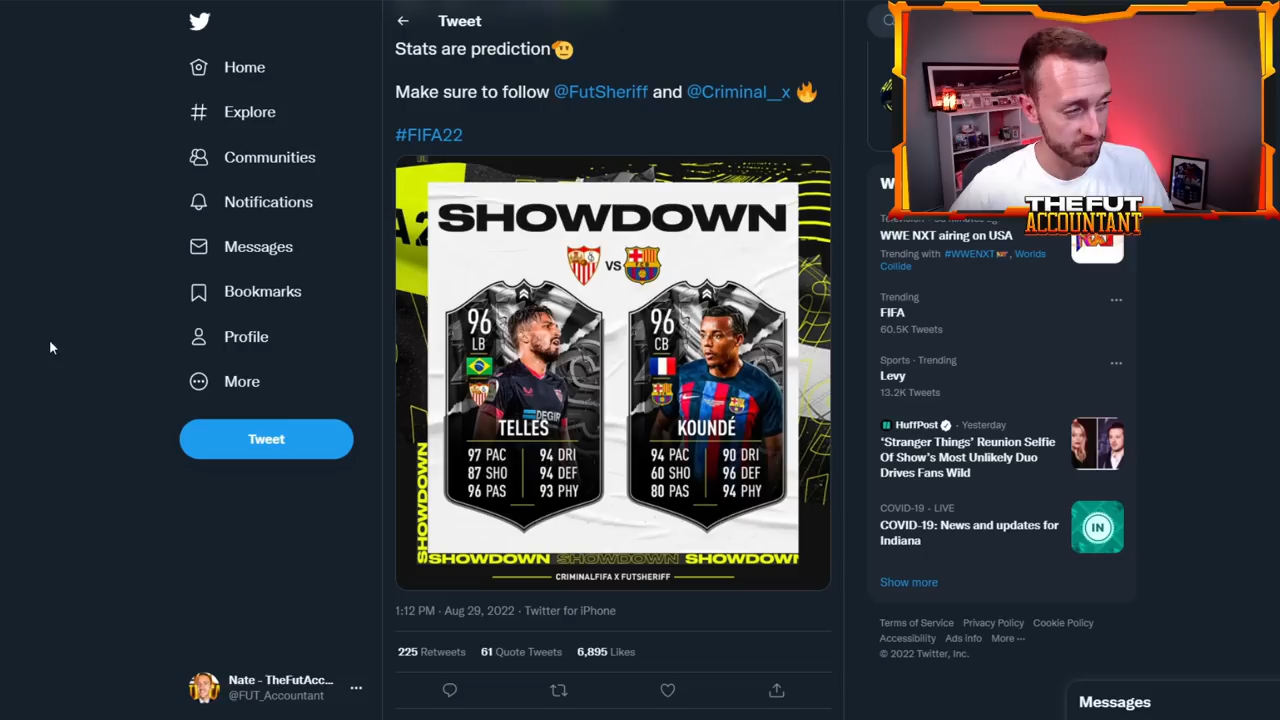 Home
Explore
Communities
Notifications
Messages
Bookmarks
Profile
More
Tweet
Nate - TheFutAcc...
@FUT_Accountant
Tweet
Stats are prediction
Make sure to follow @FutSheriff and @Criminal__x
#FIFA22
SHOWDOWN
VS
96
LB
TELLES
97 PAC 94 DRI
87 SHO 94 DEF
96 PAS 93 PHY
96
CB
KOUNDÉ
94 PAC 90 DRI
60 SHO 96 DEF
80 PAS 94 PHY
SHOWDOWN
SHOWDOWN SHOWDOWN SHOWDOWN
CRIMINALFIFA X FUTSHERIFF
1:12 PM · Aug 29, 2022 · Twitter for iPhone
225 Retweets 61 Quote Tweets 6,895 Likes
THE FUT
ACCOUNTANT
WWE NXT airing on USA
Trending with #WWENXT, Worlds
Collide
Trending
FIFA
60.5K Tweets
Sports · Trending
Levy
13.2K Tweets
HuffPost · Yesterday
‘Stranger Things’ Reunion Selfie
Of Show’s Most Unlikely Duo
Drives Fans Wild
COVID-19 · LIVE
COVID-19: News and updates for
Indiana
IN
Show more
Terms of Service Privacy Policy Cookie Policy
Accessibility Ads info More ···
© 2022 Twitter, Inc.
Messages